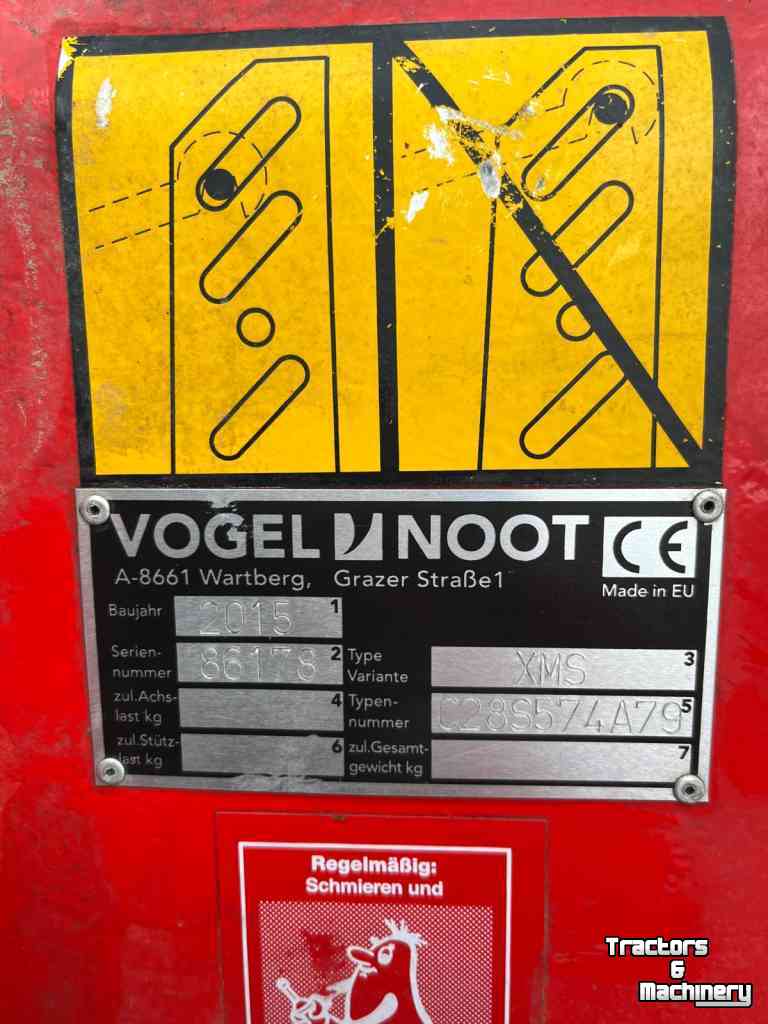 VOGEL NOOT CE
A-8661 Wartberg, Grazer Straße1
Made in EU
Baujahr 2015 1
Serien-
nummer 86178 2
Type
Variante XMS 3
zul.Achs-
last kg 4
Typen-
nummer C28S574A79 5
zul.Stütz-
last kg 6
zul.Gesamt-
gewicht kg 7
Regelmäßig:
Schmieren und
Tractors
&
Machinery